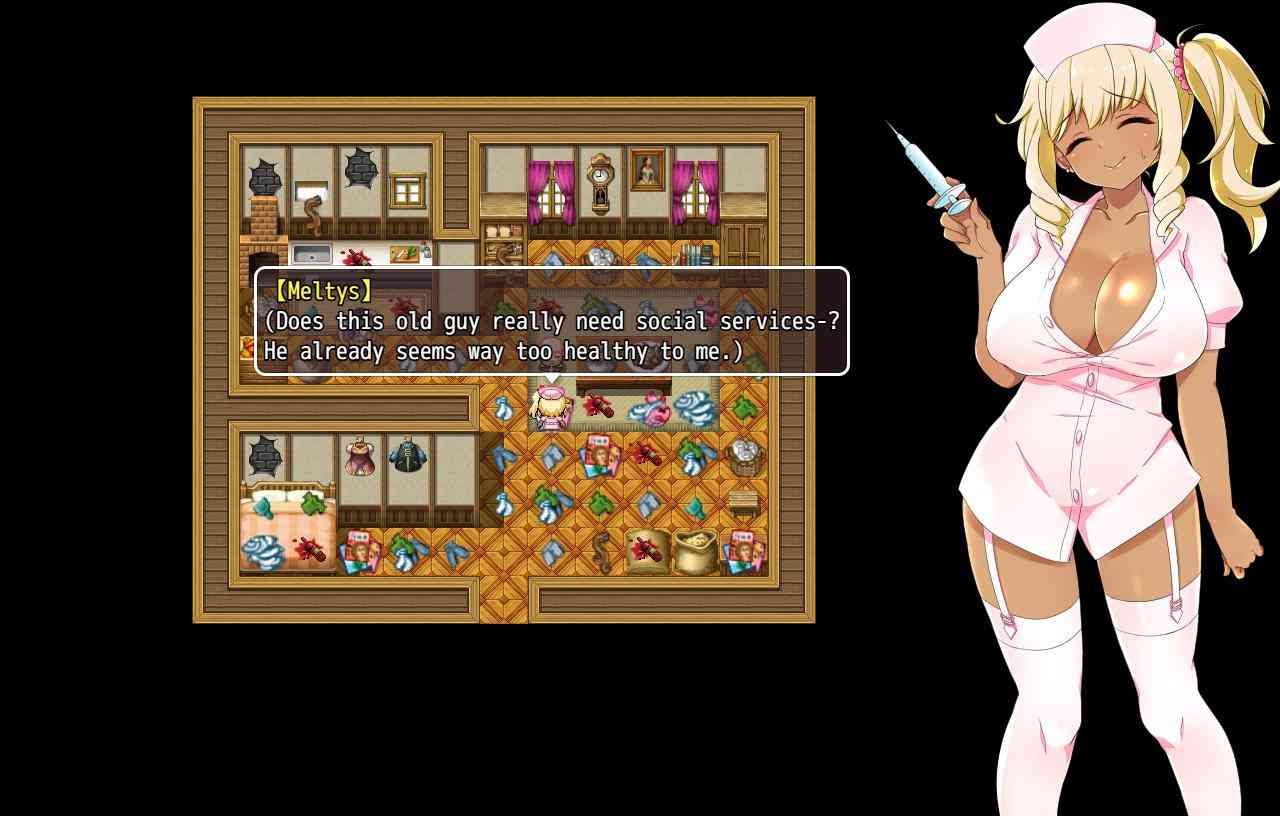 【Meltys】
(Does this old guy really need social services-?
He already seems way too healthy to me.)